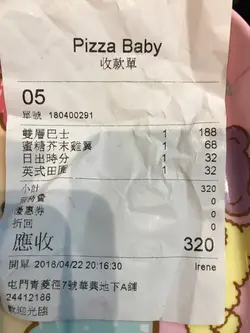 Pizza Baby
收款單
05
單號 180400291
雙層巴士 1 188
蜜糖芥末雞翼 1 68
日出時分 1 32
英式田園 1 32
小計 320
服務費 0
優惠券 0
折回 0
應收 320
開單 2018/04/22 20:16:30 Irene
屯門青菱徑7號華興地下A舖
24412186
歡迎光臨